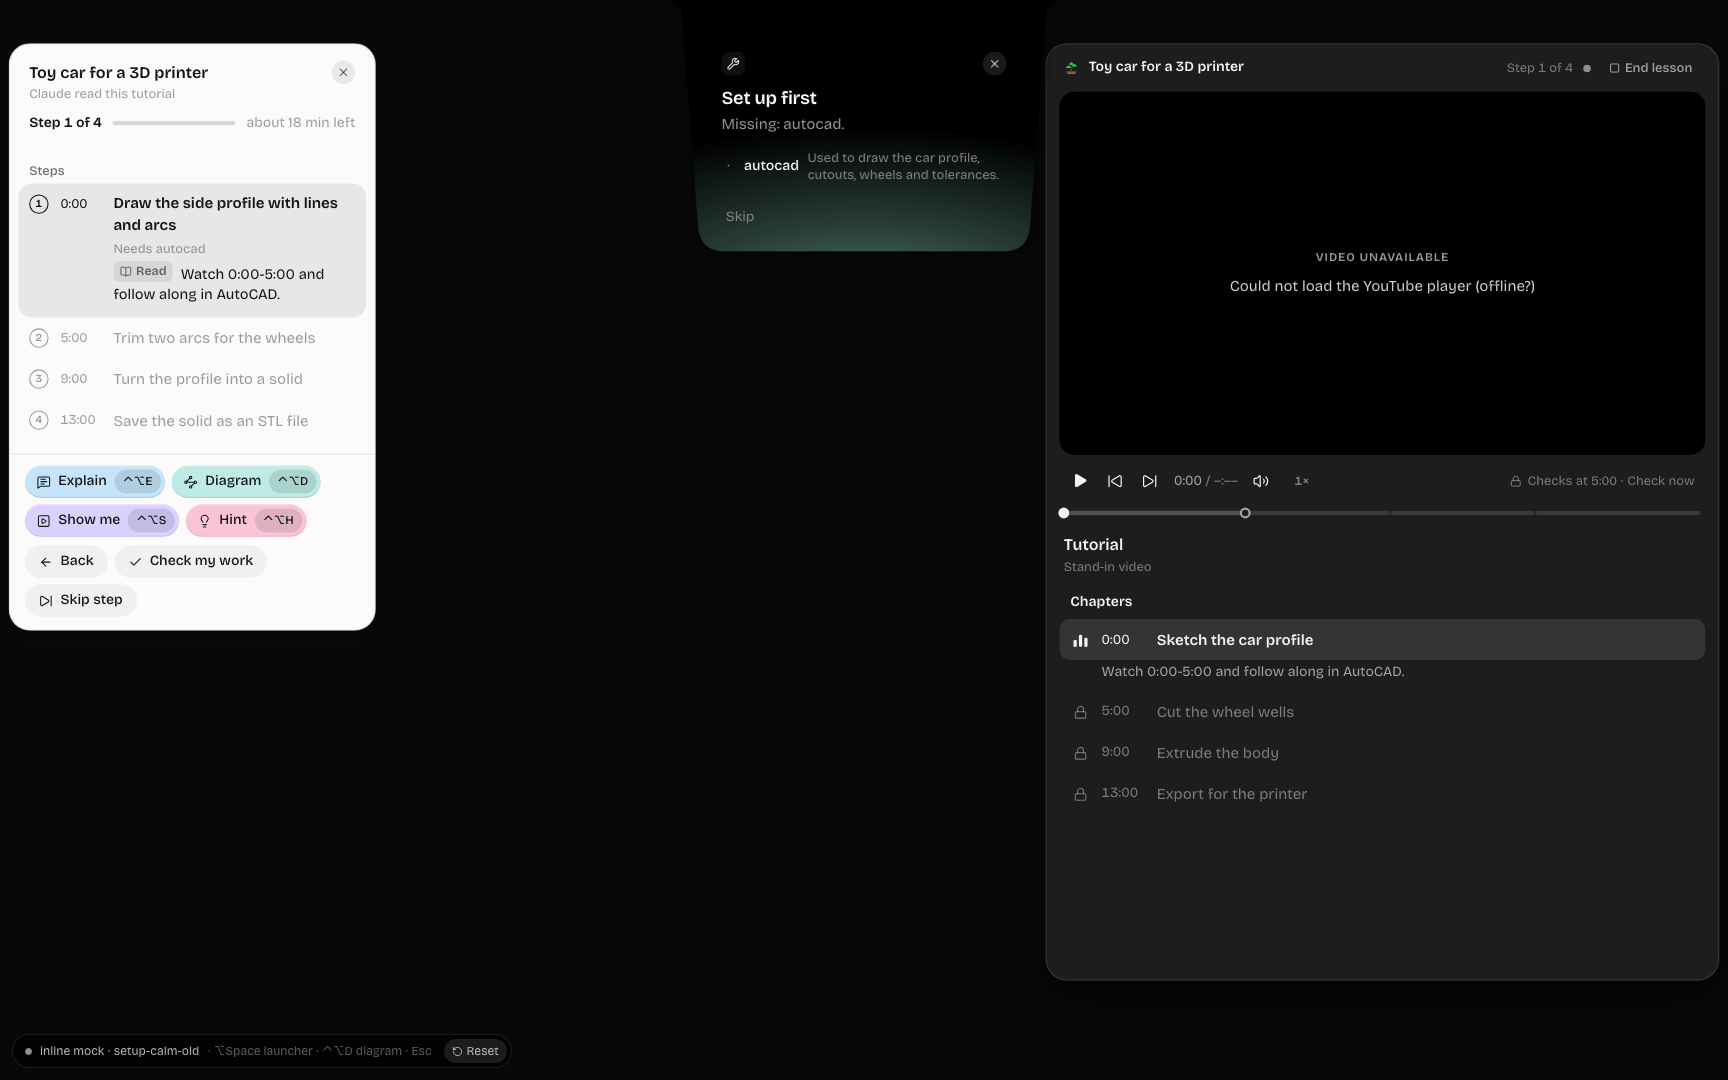 Toy car for a 3D printer
Claude read this tutorial
Step 1 of 4 about 18 min left
Steps
1 0:00 Draw the side profile with lines
and arcs
Needs autocad
Read Watch 0:00-5:00 and
follow along in AutoCAD.
2 5:00 Trim two arcs for the wheels
3 9:00 Turn the profile into a solid
4 13:00 Save the solid as an STL file
Explain ^⌥E Diagram ^⌥D
Show me ^⌥S Hint ^⌥H
Back Check my work
Skip step
Set up first
Missing: autocad.
· autocad Used to draw the car profile,
cutouts, wheels and tolerances.
Skip
Toy car for a 3D printer Step 1 of 4 End lesson
VIDEO UNAVAILABLE
Could not load the YouTube player (offline?)
0:00 / –:–– 1× Checks at 5:00 · Check now
Tutorial
Stand-in video
Chapters
0:00 Sketch the car profile
Watch 0:00-5:00 and follow along in AutoCAD.
5:00 Cut the wheel wells
9:00 Extrude the body
13:00 Export for the printer
inline mock · setup-calm-old · ⌥Space launcher · ^⌥D diagram · Esc Reset